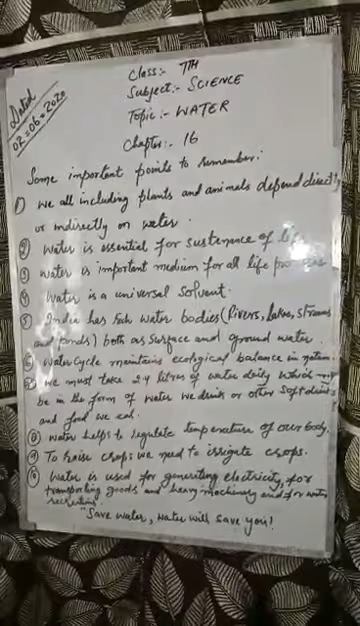 Dated
02-06-2020
Class:- 7TH
Subject:- SCIENCE
Topic:- WATER
Chapter:- 16
Some important points to remember:
1) We all including plants and animals depend directly
or indirectly on water.
2) Water is essential for sustenance of life
3) Water is important medium for all life processes
4) Water is a universal solvent.
5) India has rich water bodies (Rivers, Lakes, Streams
and ponds) both as surface and ground water.
6) Water cycle maintains ecological balance in nature.
7) We must take 2-4 litres of water daily which may
be in the form of water we drink or other soft drinks
and food we eat.
8) Water helps to regulate temperature of our body.
9) To raise crops we need to irrigate crops.
10) Water is used for generating electricity, for
transporting goods and heavy machinery and for water
recreation.
"Save water, water will save you!